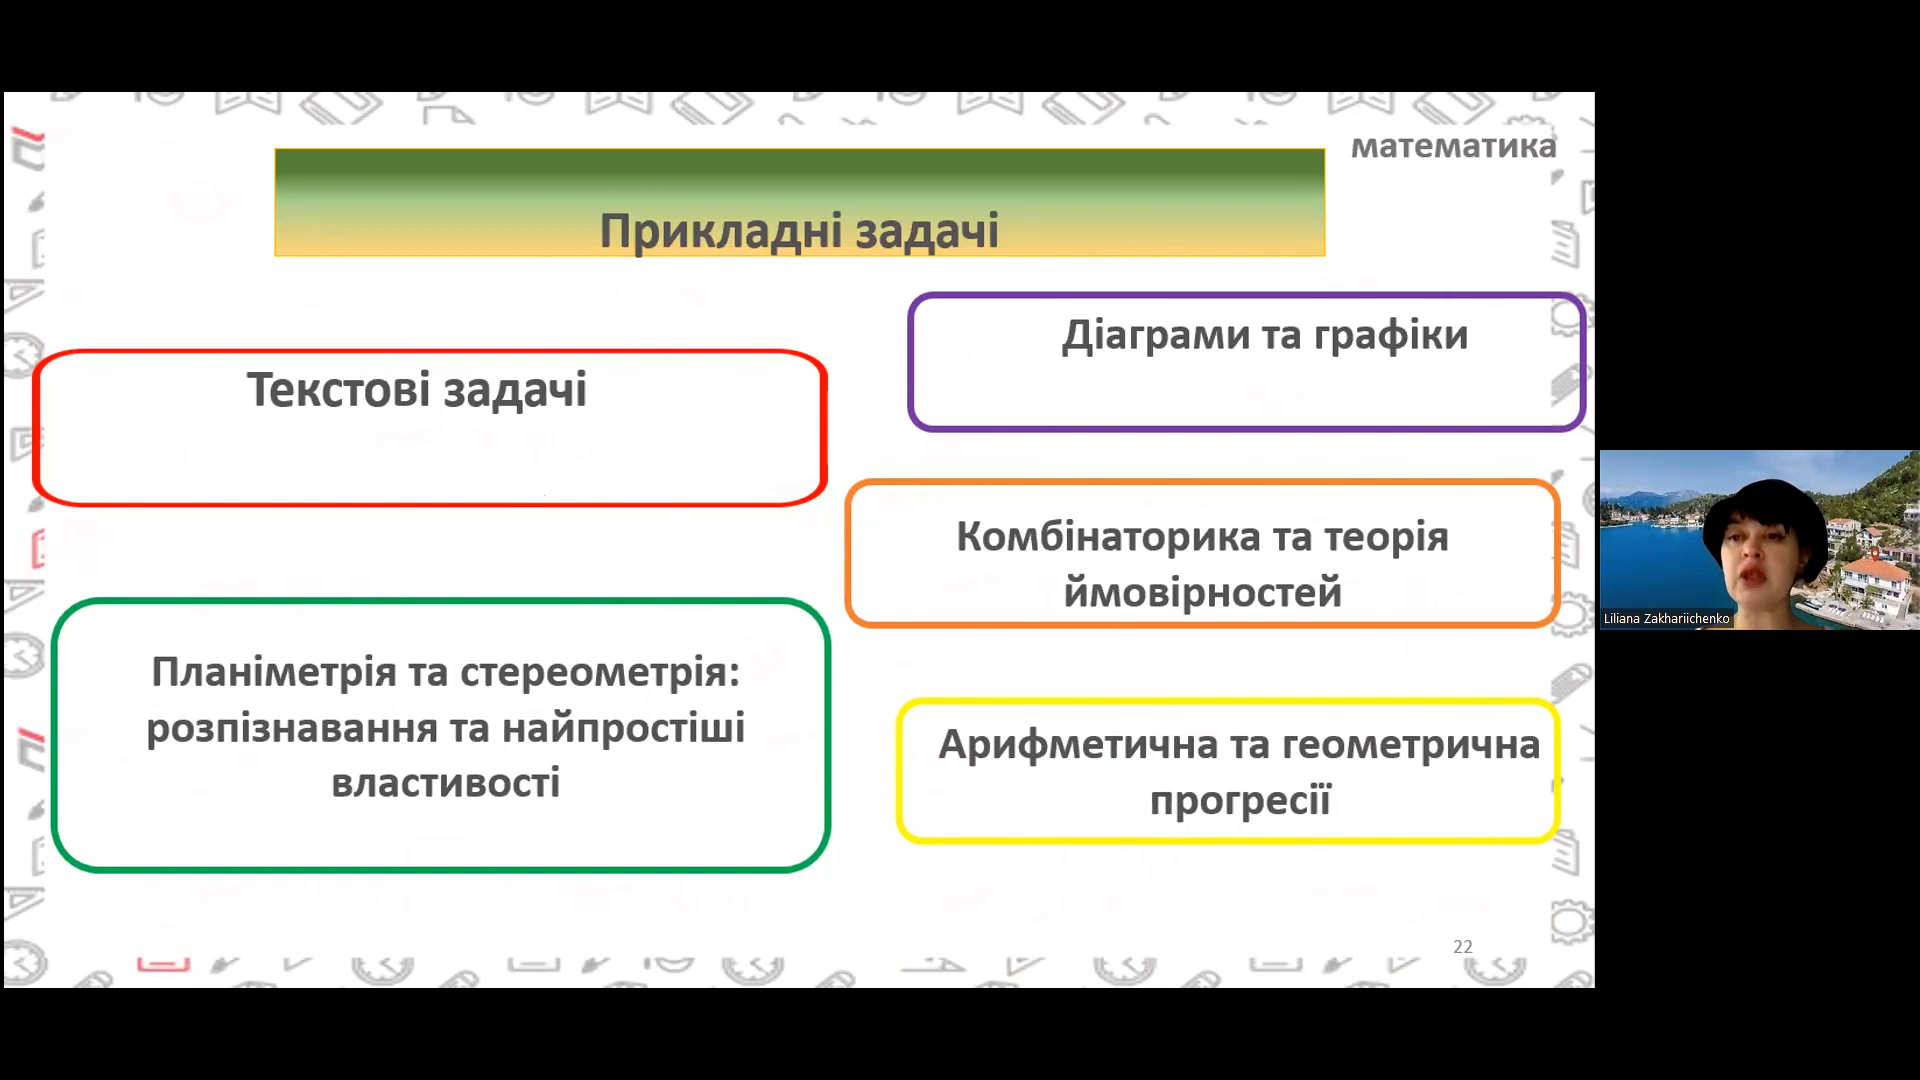 математика
Прикладні задачі
Текстові задачі
Діаграми та графіки
Комбінаторика та теорія
ймовірностей
Планіметрія та стереометрія:
розпізнавання та найпростіші
властивості
Арифметична та геометрична
прогресії
22
Liliana Zakhariichenko